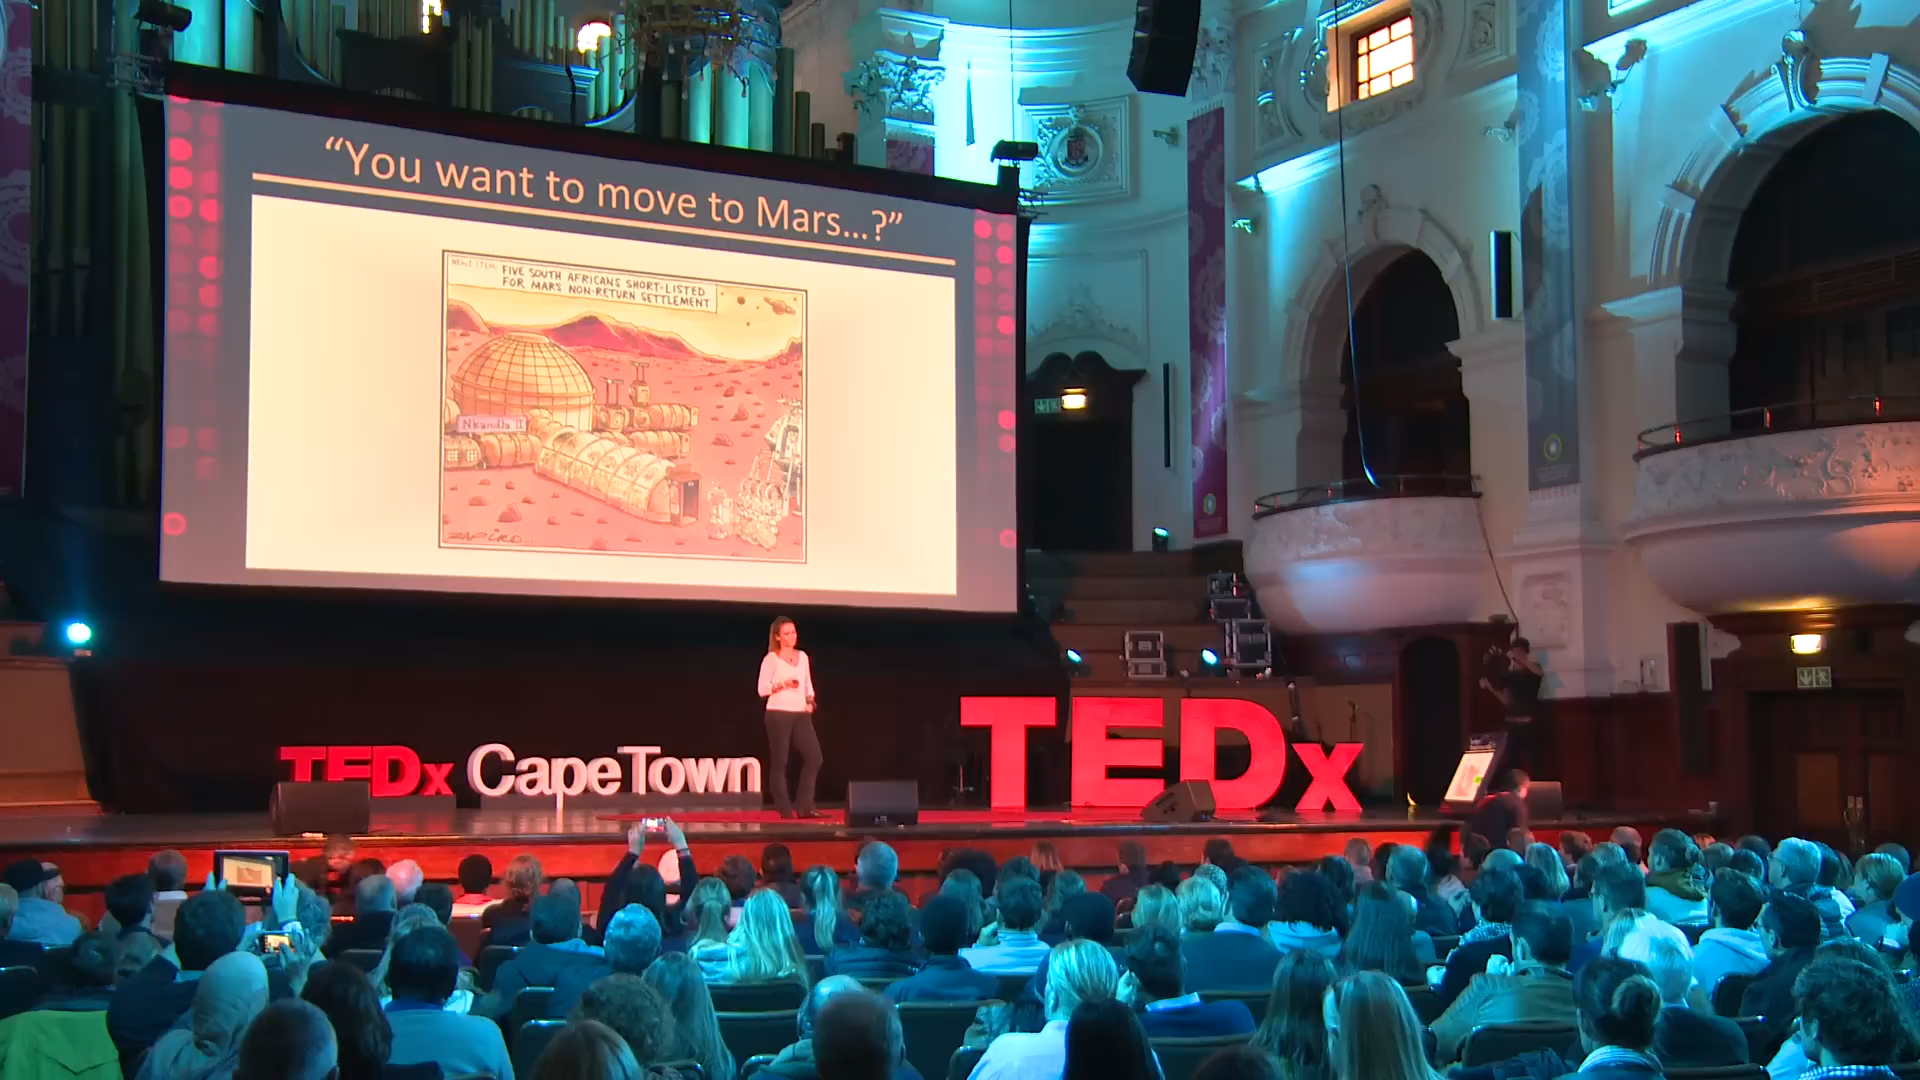 “You want to move to Mars...?”
NEWS ITEM:
FIVE SOUTH AFRICANS SHORT-LISTED
FOR MARS NON-RETURN SETTLEMENT
Nkandla II
ZAPIRO
TEDx CapeTown
TEDx